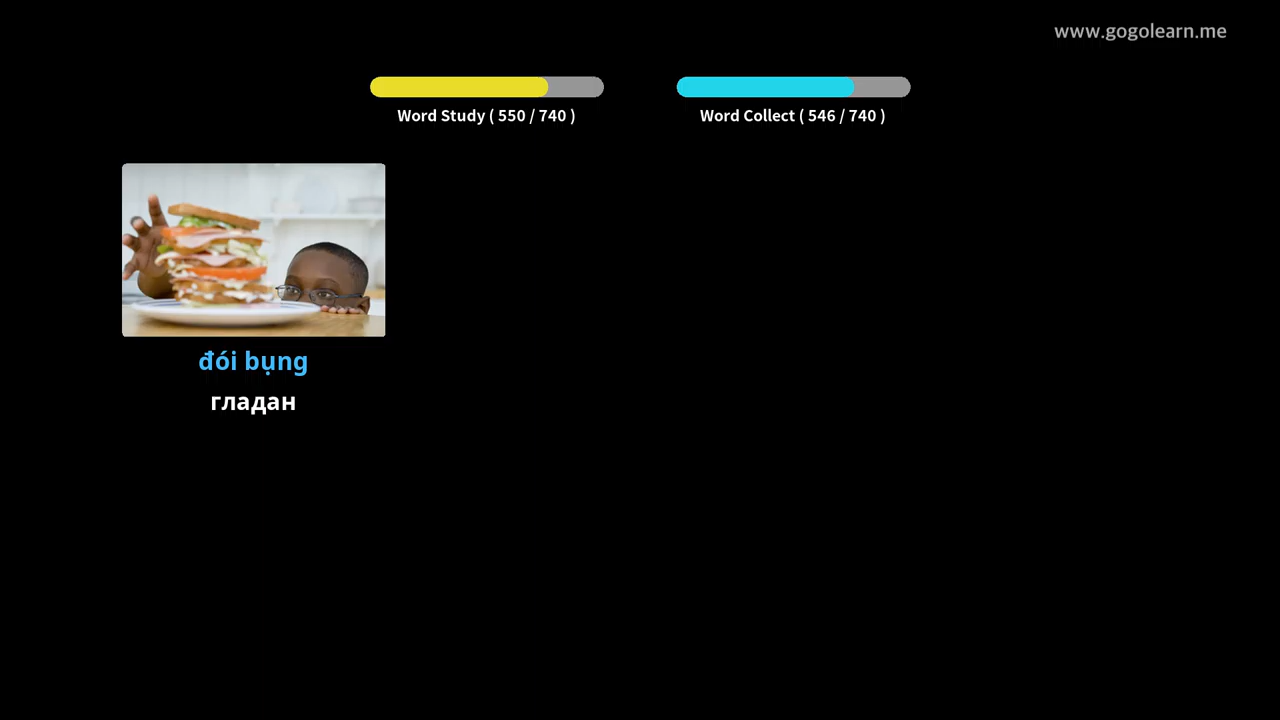 www.gogolearn.me
Word Study ( 550 / 740 )
Word Collect ( 546 / 740 )
đói bụng
гладан